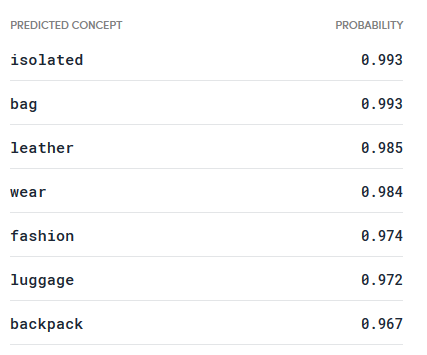 PREDICTED CONCEPT PROBABILITY
isolated 0.993
bag 0.993
leather 0.985
wear 0.984
fashion 0.974
luggage 0.972
backpack 0.967